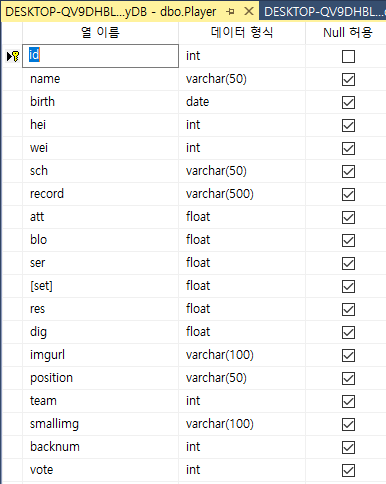 DESKTOP-QV9DHBL...yDB - dbo.Player DESKTOP-QV9DHBL...
열 이름 데이터 형식 Null 허용
id int
name varchar(50)
birth date
hei int
wei int
sch varchar(50)
record varchar(500)
att float
blo float
ser float
[set] float
res float
dig float
imgurl varchar(100)
position varchar(50)
team int
smallimg varchar(100)
backnum int
vote int